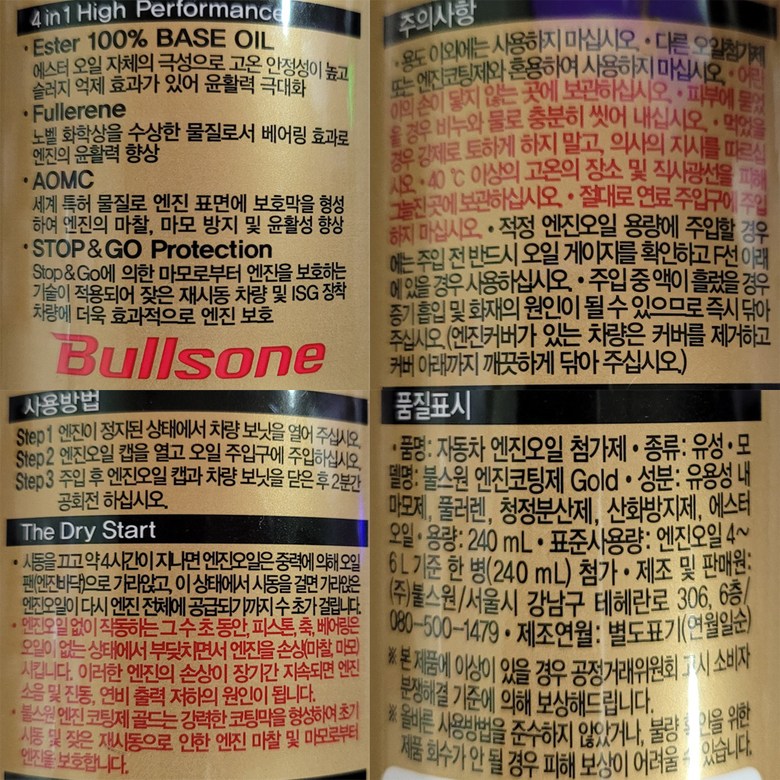 4 in 1 High Performance
· Ester 100% BASE OIL
에스터 오일 자체의 극성으로 고온 안정성이 높고
슬러지 억제 효과가 있어 윤활력 극대화
· Fullerene
노벨 화학상을 수상한 물질로서 베어링 효과로
엔진의 윤활력 향상
· AOMC
세계 특허 물질로 엔진 표면에 보호막을 형성
하여 엔진의 마찰, 마모 방지 및 윤활성 향상
· STOP & GO Protection
Stop & Go에 의한 마모로부터 엔진을 보호하는
기술이 적용되어 잦은 재시동 차량 및 ISG 장착
차량에 더욱 효과적으로 엔진 보호
Bullsone
주의사항
· 용도 이외에는 사용하지 마십시오. · 다른 오일첨가제
또는 엔진코팅제와 혼용하여 사용하지 마십시오. · 어린
이의 손이 닿지 않는 곳에 보관하십시오. · 피부에 묻었
을 경우 비누와 물로 충분히 씻어 내십시오. · 먹었을
경우 강제로 토하게 하지 말고, 의사의 지시를 따르십
시오. · 40 ℃ 이상의 고온의 장소 및 직사광선을 피해
그늘진 곳에 보관하십시오. · 절대로 연료 주입구에 주입
하지 마십시오. · 적정 엔진오일 용량에 주입할 경우
에는 주입 전 반드시 오일 게이지를 확인하고 F선 아래
에 있을 경우 사용하십시오. · 주입 중 액이 흘렀을 경우
증기 흡입 및 화재의 원인이 될 수 있으므로 즉시 닦아
주십시오. (엔진커버가 있는 차량은 커버를 제거하고
커버 아래까지 깨끗하게 닦아 주십시오.)
사용방법
Step 1 엔진이 정지된 상태에서 차량 보닛을 열어 주십시오.
Step 2 엔진오일 캡을 열고 오일 주입구에 주입하십시오.
Step 3 주입 후 엔진오일 캡과 차량 보닛을 닫은 후 2분간
공회전 하십시오.
The Dry Start
· 시동을 끄고 약 4시간이 지나면 엔진오일은 중력에 의해 오일
팬(엔진바닥)으로 가라앉고, 이 상태에서 시동을 걸면 가라앉은
엔진오일이 다시 엔진 전체에 공급되기까지 수 초가 걸립니다.
· 엔진오일 없이 작동하는 그 수 초 동안, 피스톤, 축, 베어링은
오일이 없는 상태에서 부딪치면서 엔진을 손상(마찰, 마모)
시킵니다. 이러한 엔진의 손상이 장기간 지속되면 엔진
소음 및 진동, 연비 출력 저하의 원인이 됩니다.
· 불스원 엔진 코팅제 골드는 강력한 코팅막을 형성하여 초기
시동 및 잦은 재시동으로 인한 엔진 마찰 및 마모로부터
엔진을 보호합니다.
품질표시
· 품명: 자동차 엔진오일 첨가제 · 종류: 유성 · 모
델명: 불스원 엔진코팅제 Gold · 성분: 유용성 내
마모제, 풀러렌, 청정분산제, 산화방지제, 에스터
오일 · 용량: 240 mL · 표준사용량: 엔진오일 4~
6 L 기준 한 병(240 mL) 첨가 · 제조 및 판매원:
(주)불스원/서울시 강남구 테헤란로 306, 6층/
080-500-1479 · 제조연월: 별도표기(연월일순)
※ 본 제품에 이상이 있을 경우 공정거래위원회 고시 소비자
분쟁해결 기준에 의해 보상해드립니다.
※ 올바른 사용방법을 준수하지 않았거나, 불량 확인을 위한
제품 회수가 안 될 경우 피해 보상이 어려울 수 있습니다.